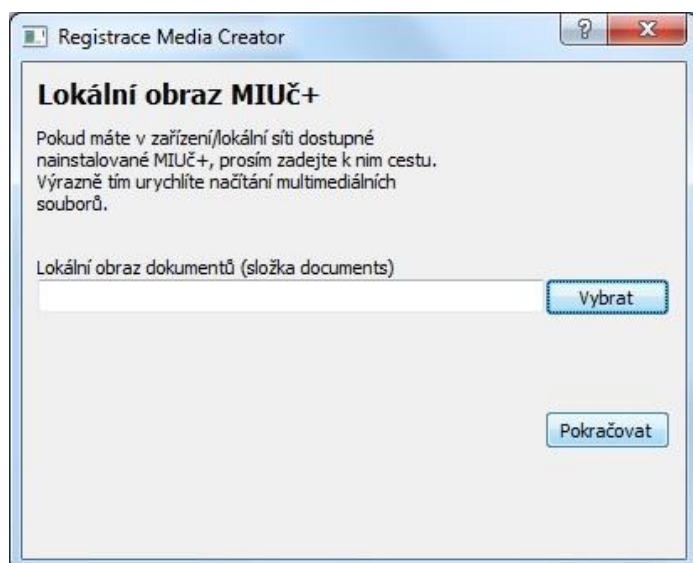 Registrace Media Creator
Lokální obraz MIUč+
Pokud máte v zařízení/lokální síti dostupné
nainstalované MIUč+, prosím zadejte k nim cestu.
Výrazně tím urychlíte načítání multimediálních
souborů.
Lokální obraz dokumentů (složka documents)
Vybrat
Pokračovat